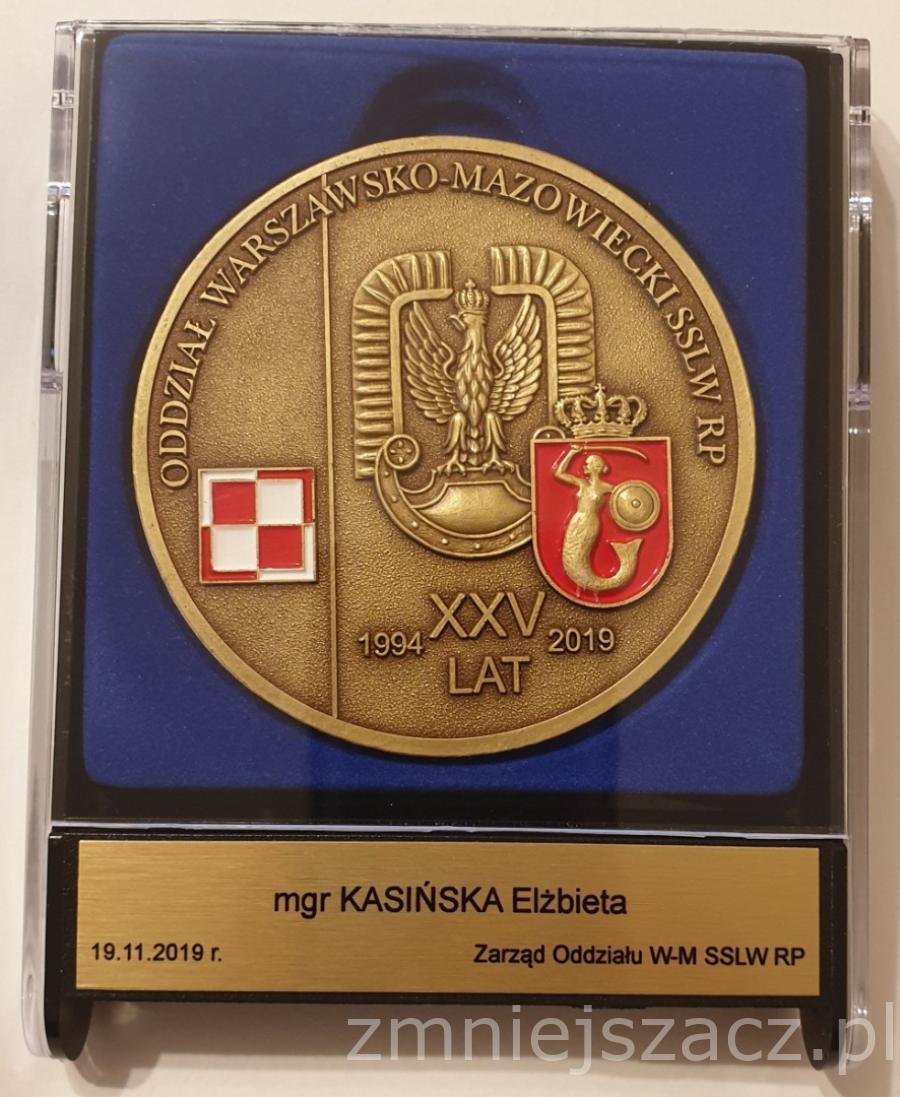 ODDZIAŁ WARSZAWSKO-MAZOWIECKI SSLW RP
1994 XXV 2019
LAT
mgr KASIŃSKA Elżbieta
19.11.2019 r. Zarząd Oddziału W-M SSLW RP
zmniejszacz.pl